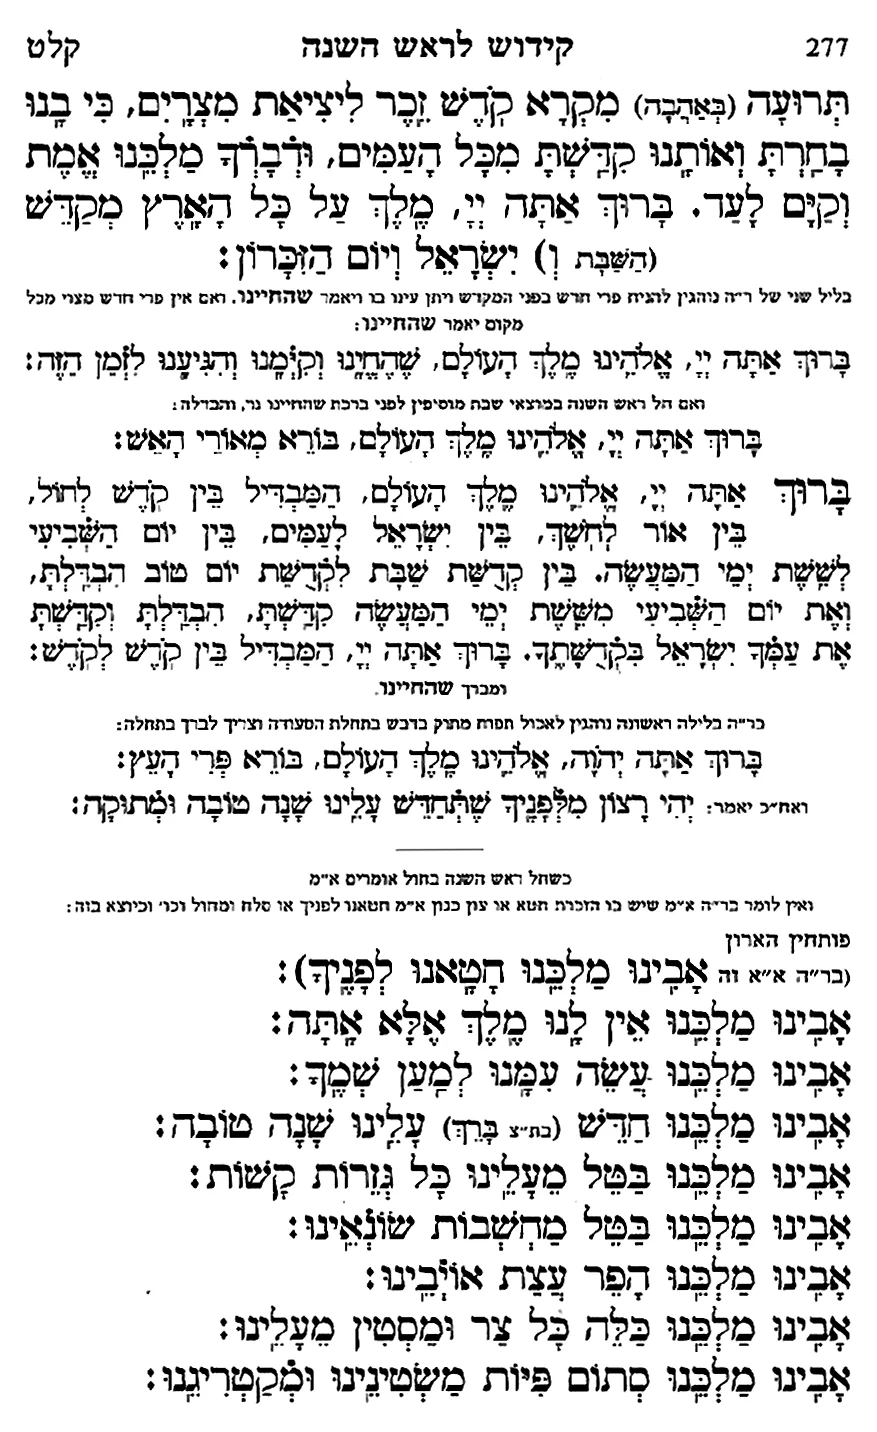 277 קידוש לראש השנה קלט
תְּרוּעָה (בְּאַהֲבָה) מִקְרָא קֹדֶשׁ זֵכֶר לִיצִיאַת מִצְרָיִם, כִּי בָנוּ
בָחַרְתָּ וְאוֹתָנוּ קִדַּשְׁתָּ מִכָּל הָעַמִּים, וּדְבָרְךָ מַלְכֵּנוּ אֱמֶת
וְקַיָּם לָעַד. בָּרוּךְ אַתָּה יְיָ, מֶלֶךְ עַל כָּל הָאָרֶץ מְקַדֵּשׁ
(הַשַּׁבָּת וְ) יִשְׂרָאֵל וְיוֹם הַזִּכָּרוֹן:
בליל שני של ר״ה נוהגין להניח פרי חדש בפני המקדש ויתן עינו בו ויאמר שהחיינו. ואם אין פרי חדש מצוי מכל
מקום יאמר שהחיינו:
בָּרוּךְ אַתָּה יְיָ, אֱלֹהֵינוּ מֶלֶךְ הָעוֹלָם, שֶׁהֶחֱיָנוּ וְקִיְּמָנוּ וְהִגִּיעָנוּ לִזְמַן הַזֶּה:
ואם חל ראש השנה במוצאי שבת מוסיפין לפני ברכת שהחיינו נר, והבדלה:
בָּרוּךְ אַתָּה יְיָ, אֱלֹהֵינוּ מֶלֶךְ הָעוֹלָם, בּוֹרֵא מְאוֹרֵי הָאֵשׁ:
בָּרוּךְ אַתָּה יְיָ, אֱלֹהֵינוּ מֶלֶךְ הָעוֹלָם, הַמַּבְדִּיל בֵּין קֹדֶשׁ לְחוֹל,
בֵּין אוֹר לְחֹשֶׁךְ, בֵּין יִשְׂרָאֵל לָעַמִּים, בֵּין יוֹם הַשְּׁבִיעִי
לְשֵׁשֶׁת יְמֵי הַמַּעֲשֶׂה. בֵּין קְדֻשַּׁת שַׁבָּת לִקְדֻשַּׁת יוֹם טוֹב הִבְדַּלְתָּ,
וְאֶת יוֹם הַשְּׁבִיעִי מִשֵּׁשֶׁת יְמֵי הַמַּעֲשֶׂה קִדַּשְׁתָּ, הִבְדַּלְתָּ וְקִדַּשְׁתָּ
אֶת עַמְּךָ יִשְׂרָאֵל בִּקְדֻשָּׁתֶךָ. בָּרוּךְ אַתָּה יְיָ, הַמַּבְדִּיל בֵּין קֹדֶשׁ לְקֹדֶשׁ:
ומברך שהחיינו.
בר״ה בלילה ראשונה נוהגין לאכול תפוח מתוק בדבש בתחלת הסעודה וצריך לברך בתחלה:
בָּרוּךְ אַתָּה יְהֹוָה, אֱלֹהֵינוּ מֶלֶךְ הָעוֹלָם, בּוֹרֵא פְּרִי הָעֵץ:
ואח״כ יאמר: יְהִי רָצוֹן מִלְּפָנֶיךָ שֶׁתְּחַדֵּשׁ עָלֵינוּ שָׁנָה טוֹבָה וּמְתוּקָה:
כשחל ראש השנה בחול אומרים א״מ
ואין לומר בר״ה א״מ שיש בו הזכרת חטא או עון כגון א״מ חטאנו לפניך או סלח ומחול וכו׳ וכיוצא בזה:
פותחין הארון
(בר״ה א״א זה אָבִינוּ מַלְכֵּנוּ חָטָאנוּ לְפָנֶיךָ):
אָבִינוּ מַלְכֵּנוּ אֵין לָנוּ מֶלֶךְ אֶלָּא אָתָּה:
אָבִינוּ מַלְכֵּנוּ עֲשֵׂה עִמָּנוּ לְמַעַן שְׁמֶךָ:
אָבִינוּ מַלְכֵּנוּ חַדֵּשׁ (בת״צ בָּרֵךְ) עָלֵינוּ שָׁנָה טוֹבָה:
אָבִינוּ מַלְכֵּנוּ בַּטֵּל מֵעָלֵינוּ כָּל גְּזֵרוֹת קָשׁוֹת:
אָבִינוּ מַלְכֵּנוּ בַּטֵּל מַחְשְׁבוֹת שׂוֹנְאֵינוּ:
אָבִינוּ מַלְכֵּנוּ הָפֵר עֲצַת אוֹיְבֵינוּ:
אָבִינוּ מַלְכֵּנוּ כַּלֵּה כָּל צַר וּמַסְטִין מֵעָלֵינוּ:
אָבִינוּ מַלְכֵּנוּ סְתוֹם פִּיּוֹת מַשְׂטִינֵינוּ וּמְקַטְרִיגֵנוּ: